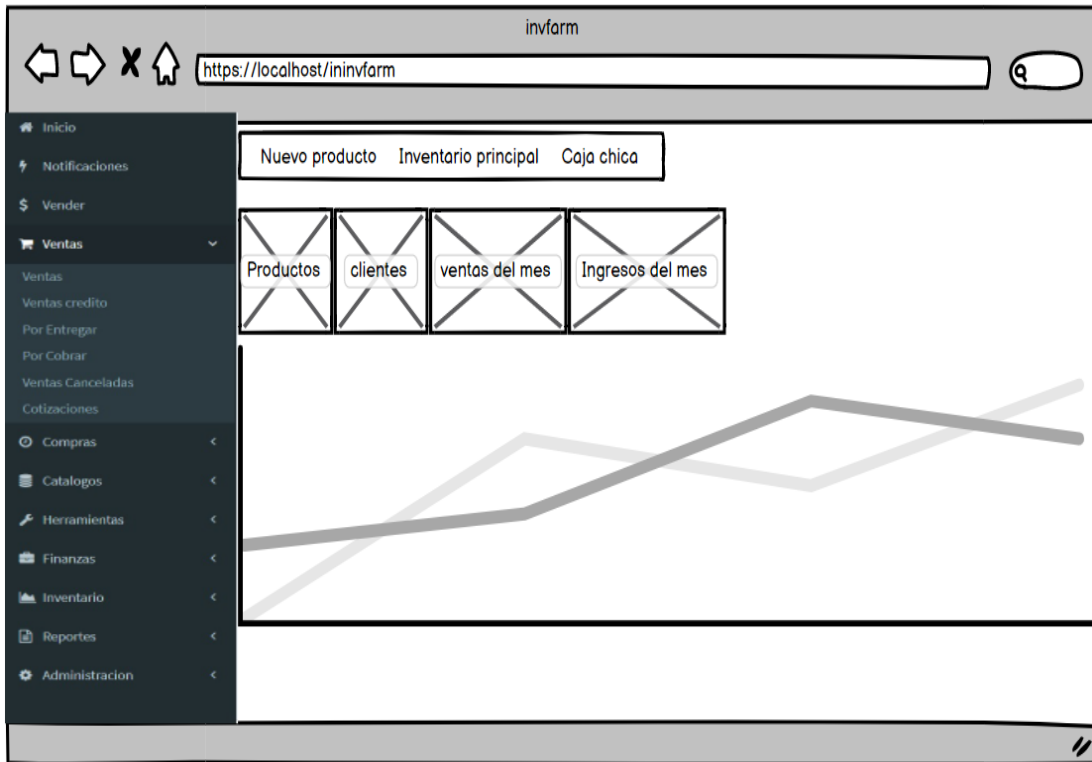 invfarm
https://localhost/ininvfarm
Inicio
Notificaciones
$ Vender
Ventas
Ventas
Ventas credito
Por Entregar
Por Cobrar
Ventas Canceladas
Cotizaciones
Compras
Catalogos
Herramientas
Finanzas
Inventario
Reportes
Administracion
Nuevo producto Inventario principal Caja chica
Productos clientes ventas del mes Ingresos del mes